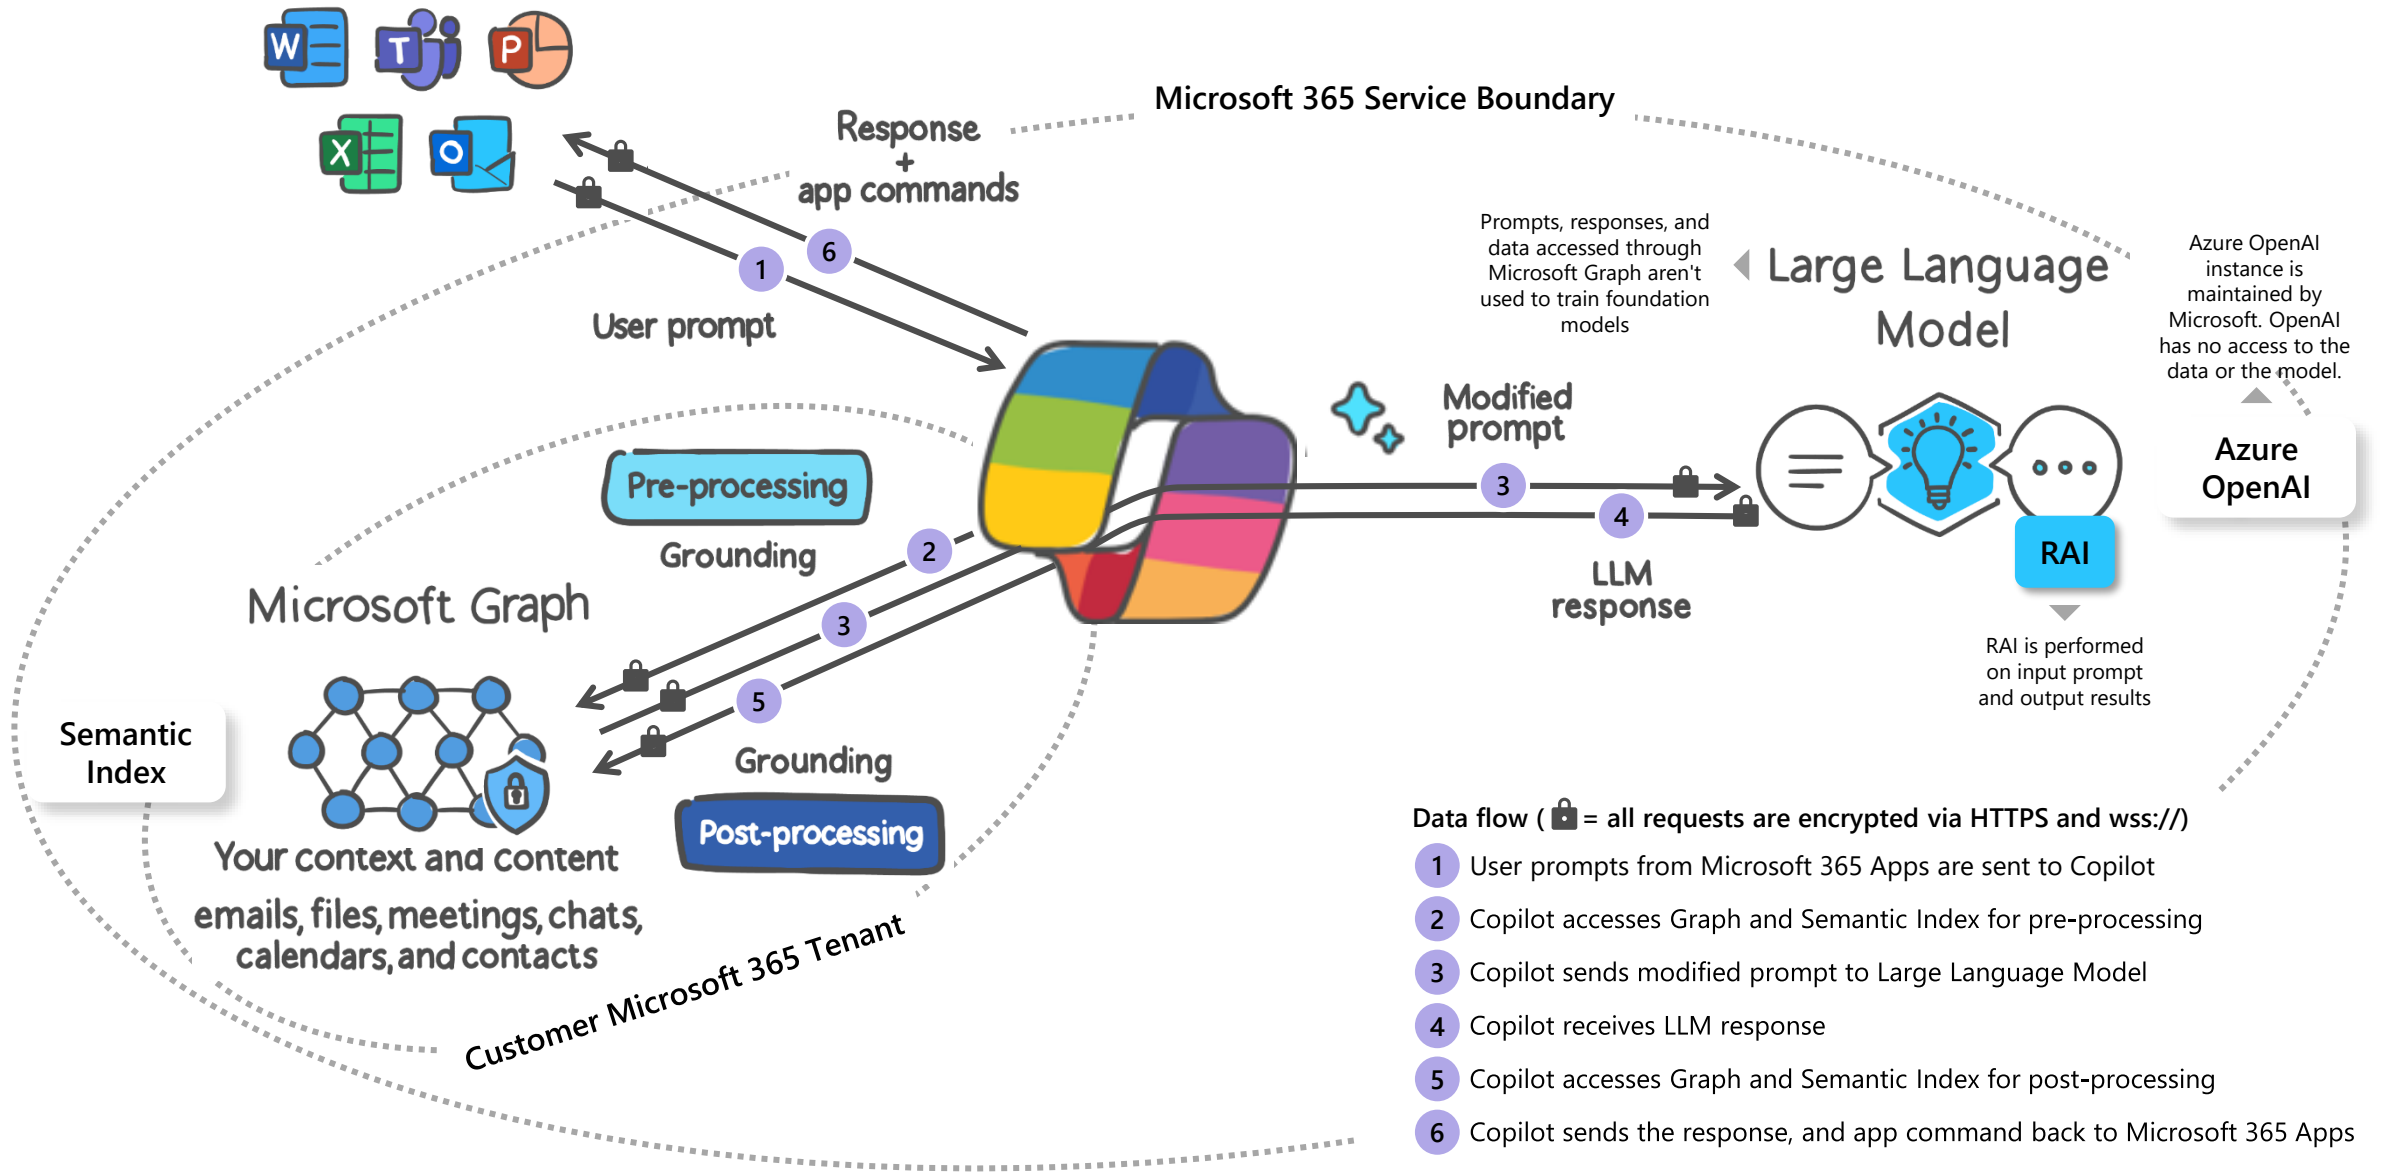 W
T
P
X
O
Microsoft 365 Service Boundary
Response
+
app commands
6
1
User prompt
Prompts, responses, and
data accessed through
Microsoft Graph aren't
used to train foundation
models
Large Language
Model
Azure OpenAI
instance is
maintained by
Microsoft. OpenAI
has no access to the
data or the model.
Modified
prompt
3
4
LLM
response
Azure
OpenAI
RAI
RAI is performed
on input prompt
and output results
Pre-processing
Grounding
2
3
5
Microsoft Graph
Semantic
Index
Grounding
Post-processing
Your context and content
emails, files, meetings, chats,
calendars, and contacts
Customer Microsoft 365 Tenant
Data flow ( = all requests are encrypted via HTTPS and wss://)
1 User prompts from Microsoft 365 Apps are sent to Copilot
2 Copilot accesses Graph and Semantic Index for pre-processing
3 Copilot sends modified prompt to Large Language Model
4 Copilot receives LLM response
5 Copilot accesses Graph and Semantic Index for post-processing
6 Copilot sends the response, and app command back to Microsoft 365 Apps